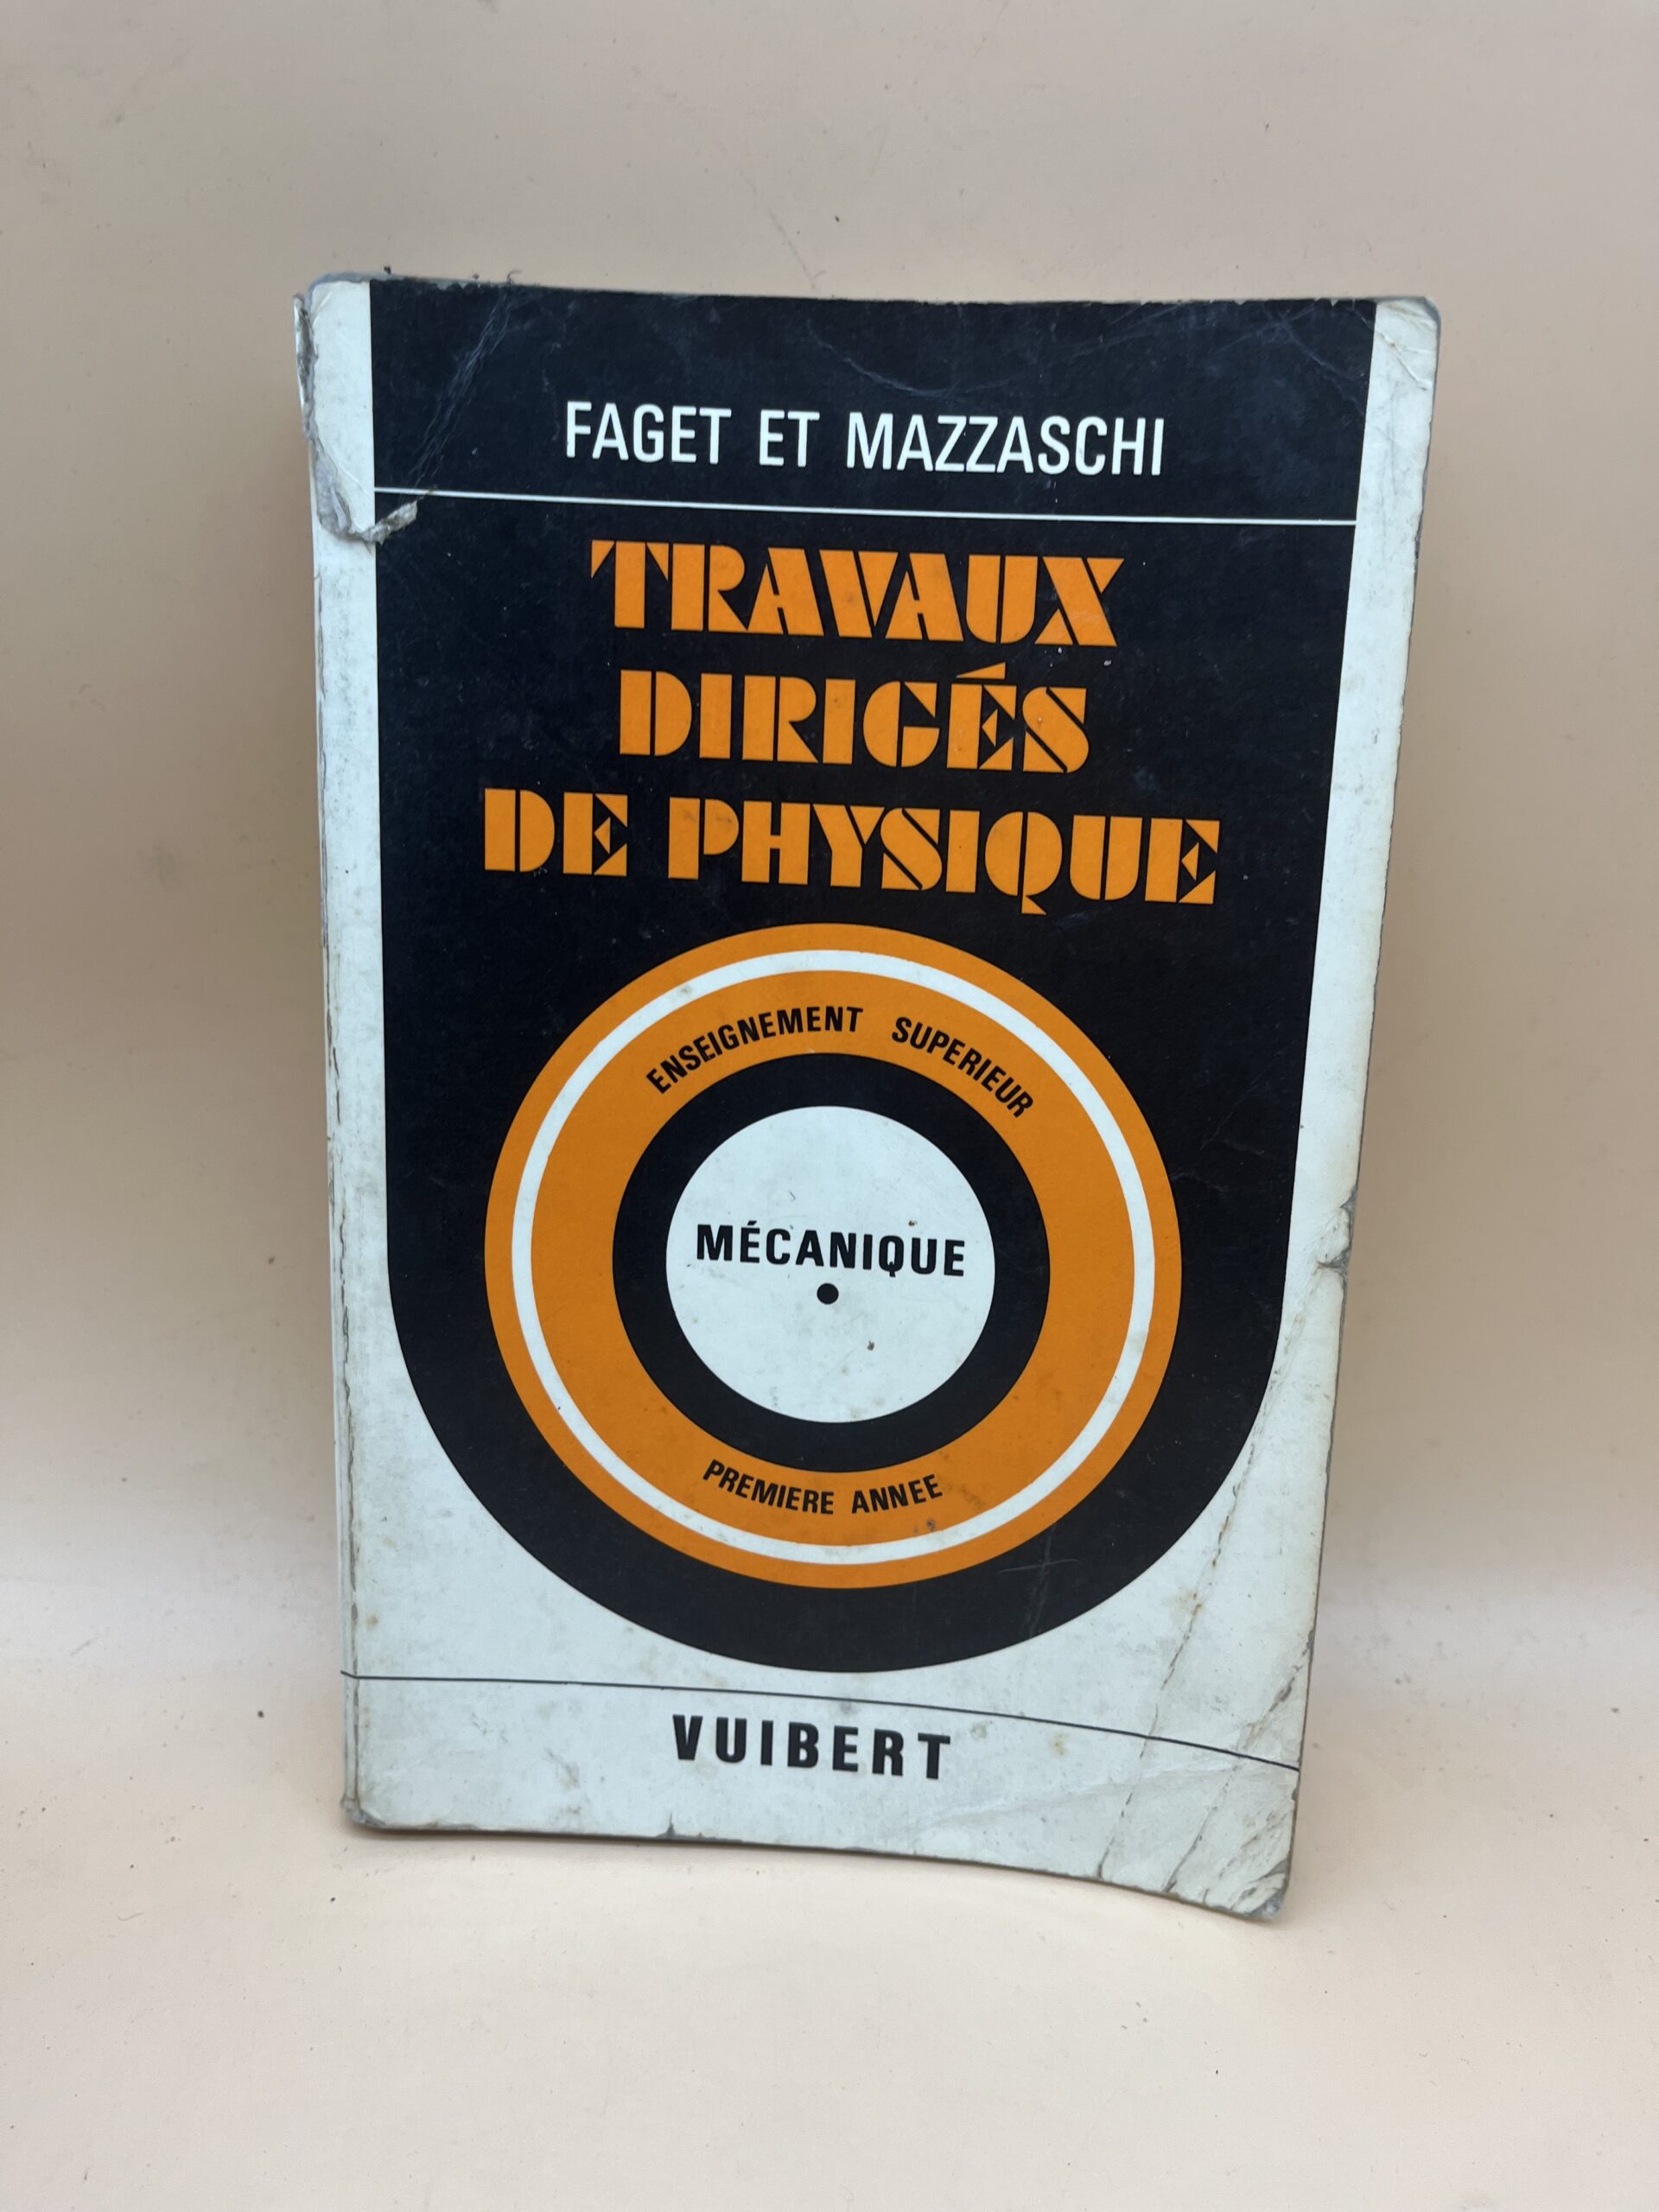 FAGET ET MAZZASCHI
TRAVAUX
DIRIGÉS
DE PHYSIQUE
ENSEIGNEMENT SUPERIEUR
MÉCANIQUE
PREMIERE ANNEE
VUIBERT